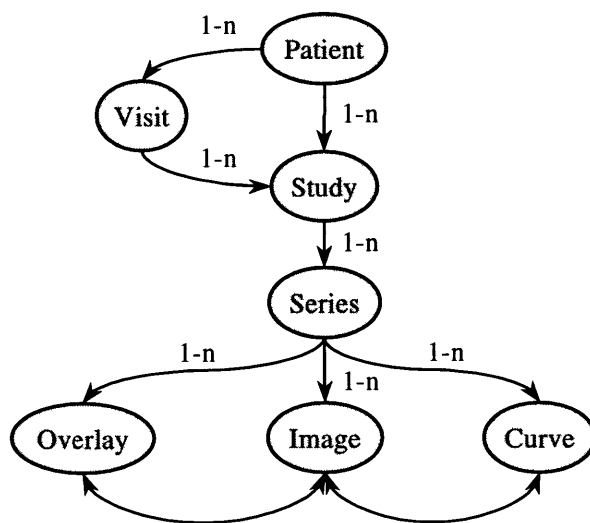 1-n
Patient
Visit
1-n
1-n
Study
1-n
Series
1-n
1-n
1-n
Overlay
Image
Curve